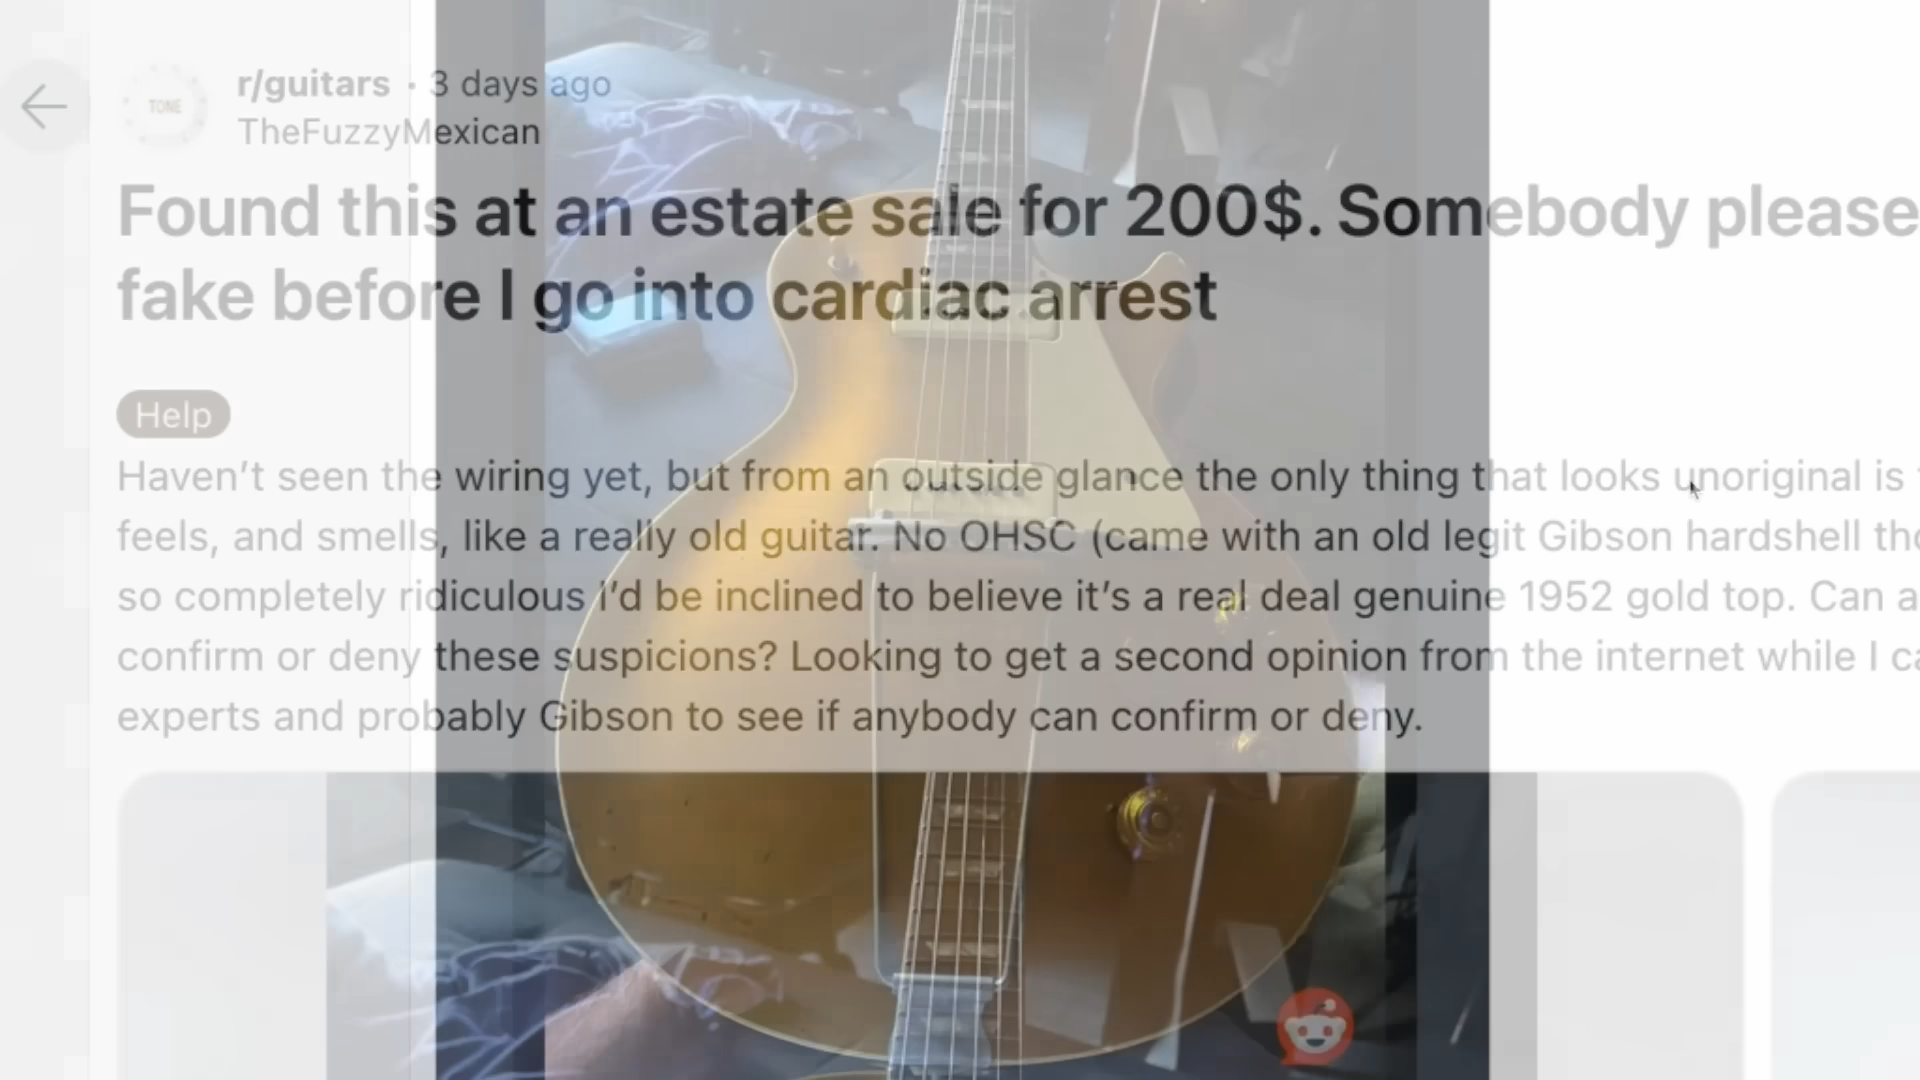 TONE
r/guitars · 3 days ago
TheFuzzyMexican
Found this at an estate sale for 200$. Somebody please
fake before I go into cardiac arrest
Help
Haven’t seen the wiring yet, but from an outside glance the only thing that looks unoriginal is
feels, and smells, like a really old guitar. No OHSC (came with an old legit Gibson hardshell
so completely ridiculous i’d be inclined to believe it’s a real deal genuine 1952 gold top. Can
confirm or deny these suspicions? Looking to get a second opinion from the internet while I
experts and probably Gibson to see if anybody can confirm or deny.